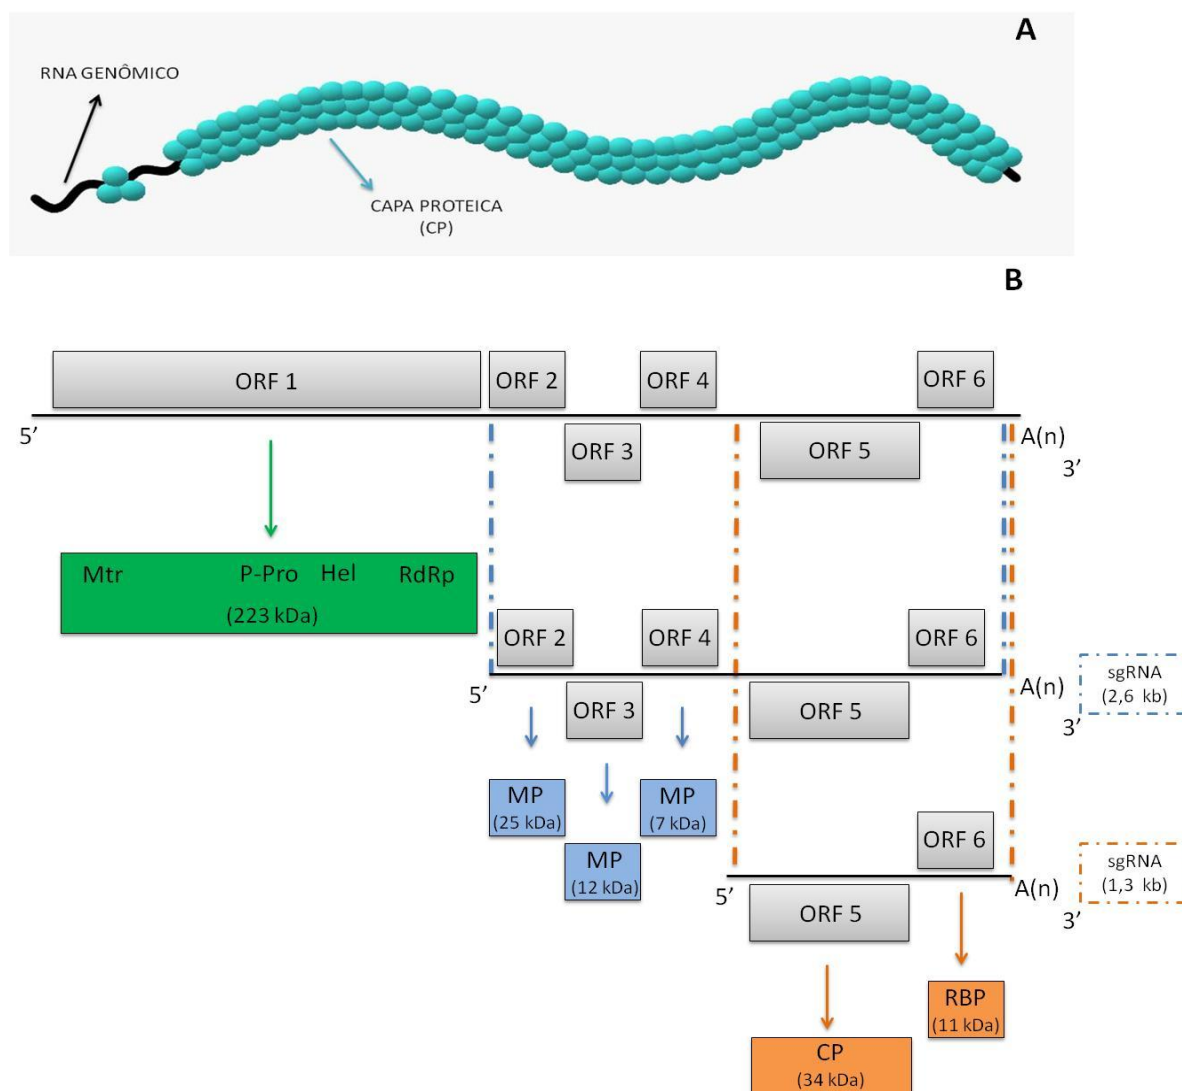 A
RNA GENÔMICO
CAPA PROTEICA
(CP)
B
ORF 1
ORF 2
ORF 4
ORF 6
5’
A(n)
ORF 3
ORF 5
3’
Mtr P-Pro Hel RdRp
(223 kDa)
ORF 2
ORF 4
ORF 6
5’
A(n)
sgRNA
(2,6 kb)
ORF 3
ORF 5
3’
MP
(25 kDa)
MP
(7 kDa)
MP
(12 kDa)
ORF 6
5’
A(n)
sgRNA
(1,3 kb)
ORF 5
3’
RBP
(11 kDa)
CP
(34 kDa)